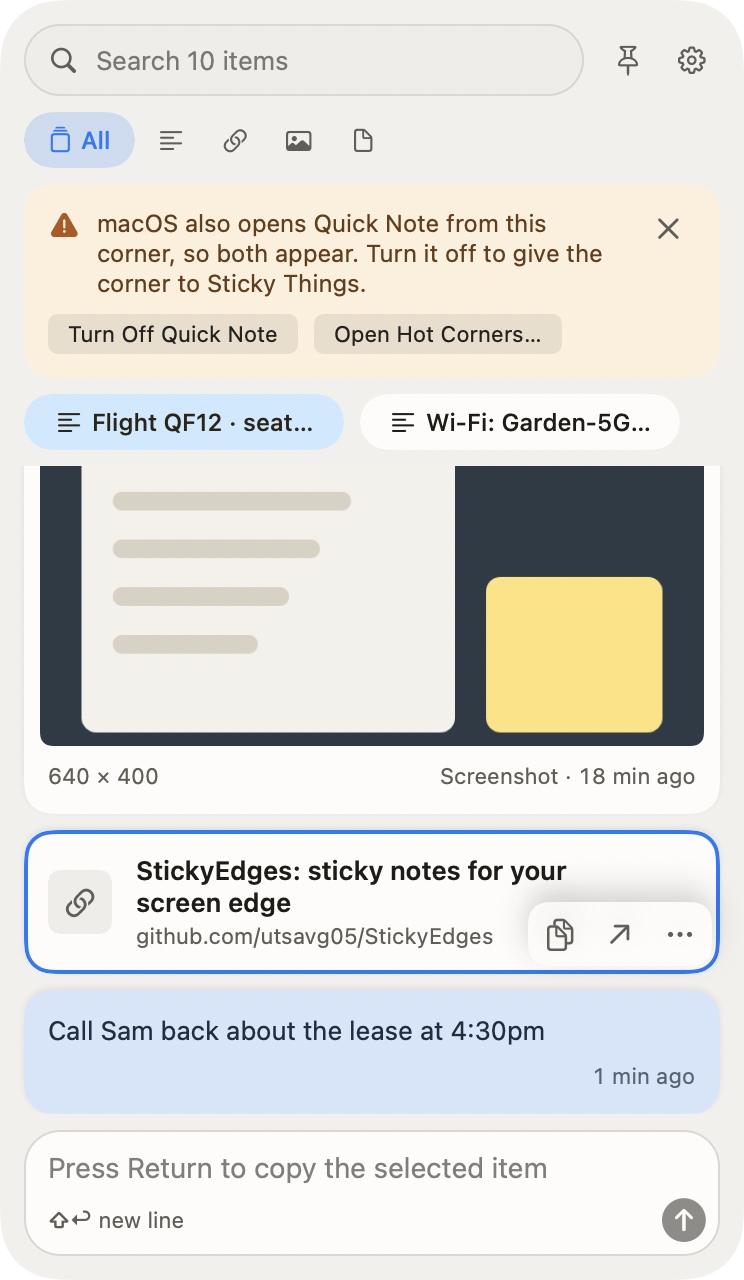 Search 10 items
All
macOS also opens Quick Note from this
corner, so both appear. Turn it off to give the
corner to Sticky Things.
Turn Off Quick Note
Open Hot Corners…
Flight QF12 · seat…
Wi-Fi: Garden-5G…
640 × 400
Screenshot · 18 min ago
StickyEdges: sticky notes for your
screen edge
github.com/utsavg05/StickyEdges
Call Sam back about the lease at 4:30pm
1 min ago
Press Return to copy the selected item
new line